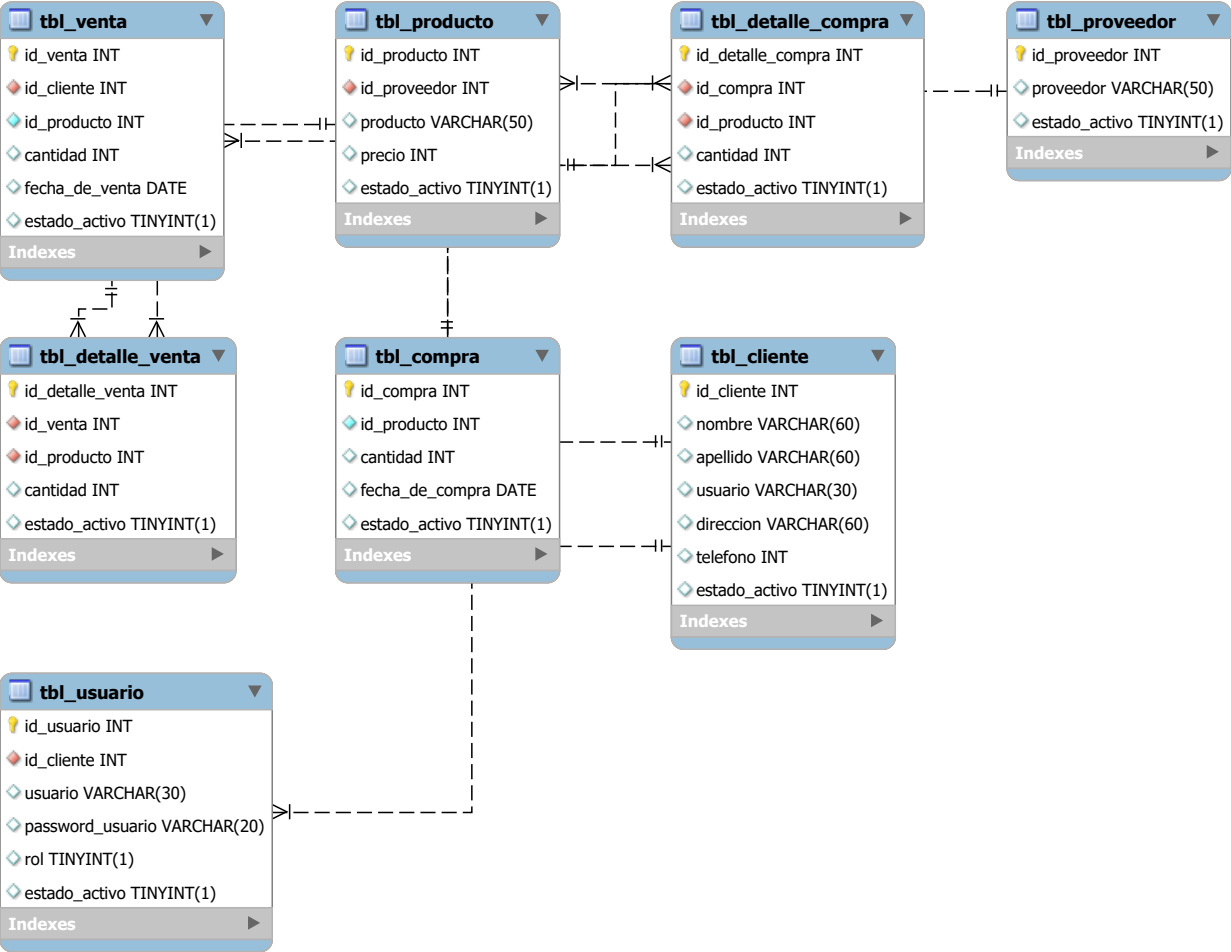 tbl_venta
id_venta INT
id_cliente INT
id_producto INT
cantidad INT
fecha_de_venta DATE
estado_activo TINYINT(1)
Indexes
tbl_producto
id_producto INT
id_proveedor INT
producto VARCHAR(50)
precio INT
estado_activo TINYINT(1)
Indexes
tbl_detalle_compra
id_detalle_compra INT
id_compra INT
id_producto INT
cantidad INT
estado_activo TINYINT(1)
Indexes
tbl_proveedor
id_proveedor INT
proveedor VARCHAR(50)
estado_activo TINYINT(1)
Indexes
tbl_detalle_venta
id_detalle_venta INT
id_venta INT
id_producto INT
cantidad INT
estado_activo TINYINT(1)
Indexes
tbl_compra
id_compra INT
id_producto INT
cantidad INT
fecha_de_compra DATE
estado_activo TINYINT(1)
Indexes
tbl_cliente
id_cliente INT
nombre VARCHAR(60)
apellido VARCHAR(60)
usuario VARCHAR(30)
direccion VARCHAR(60)
telefono INT
estado_activo TINYINT(1)
Indexes
tbl_usuario
id_usuario INT
id_cliente INT
usuario VARCHAR(30)
password_usuario VARCHAR(20)
rol TINYINT(1)
estado_activo TINYINT(1)
Indexes